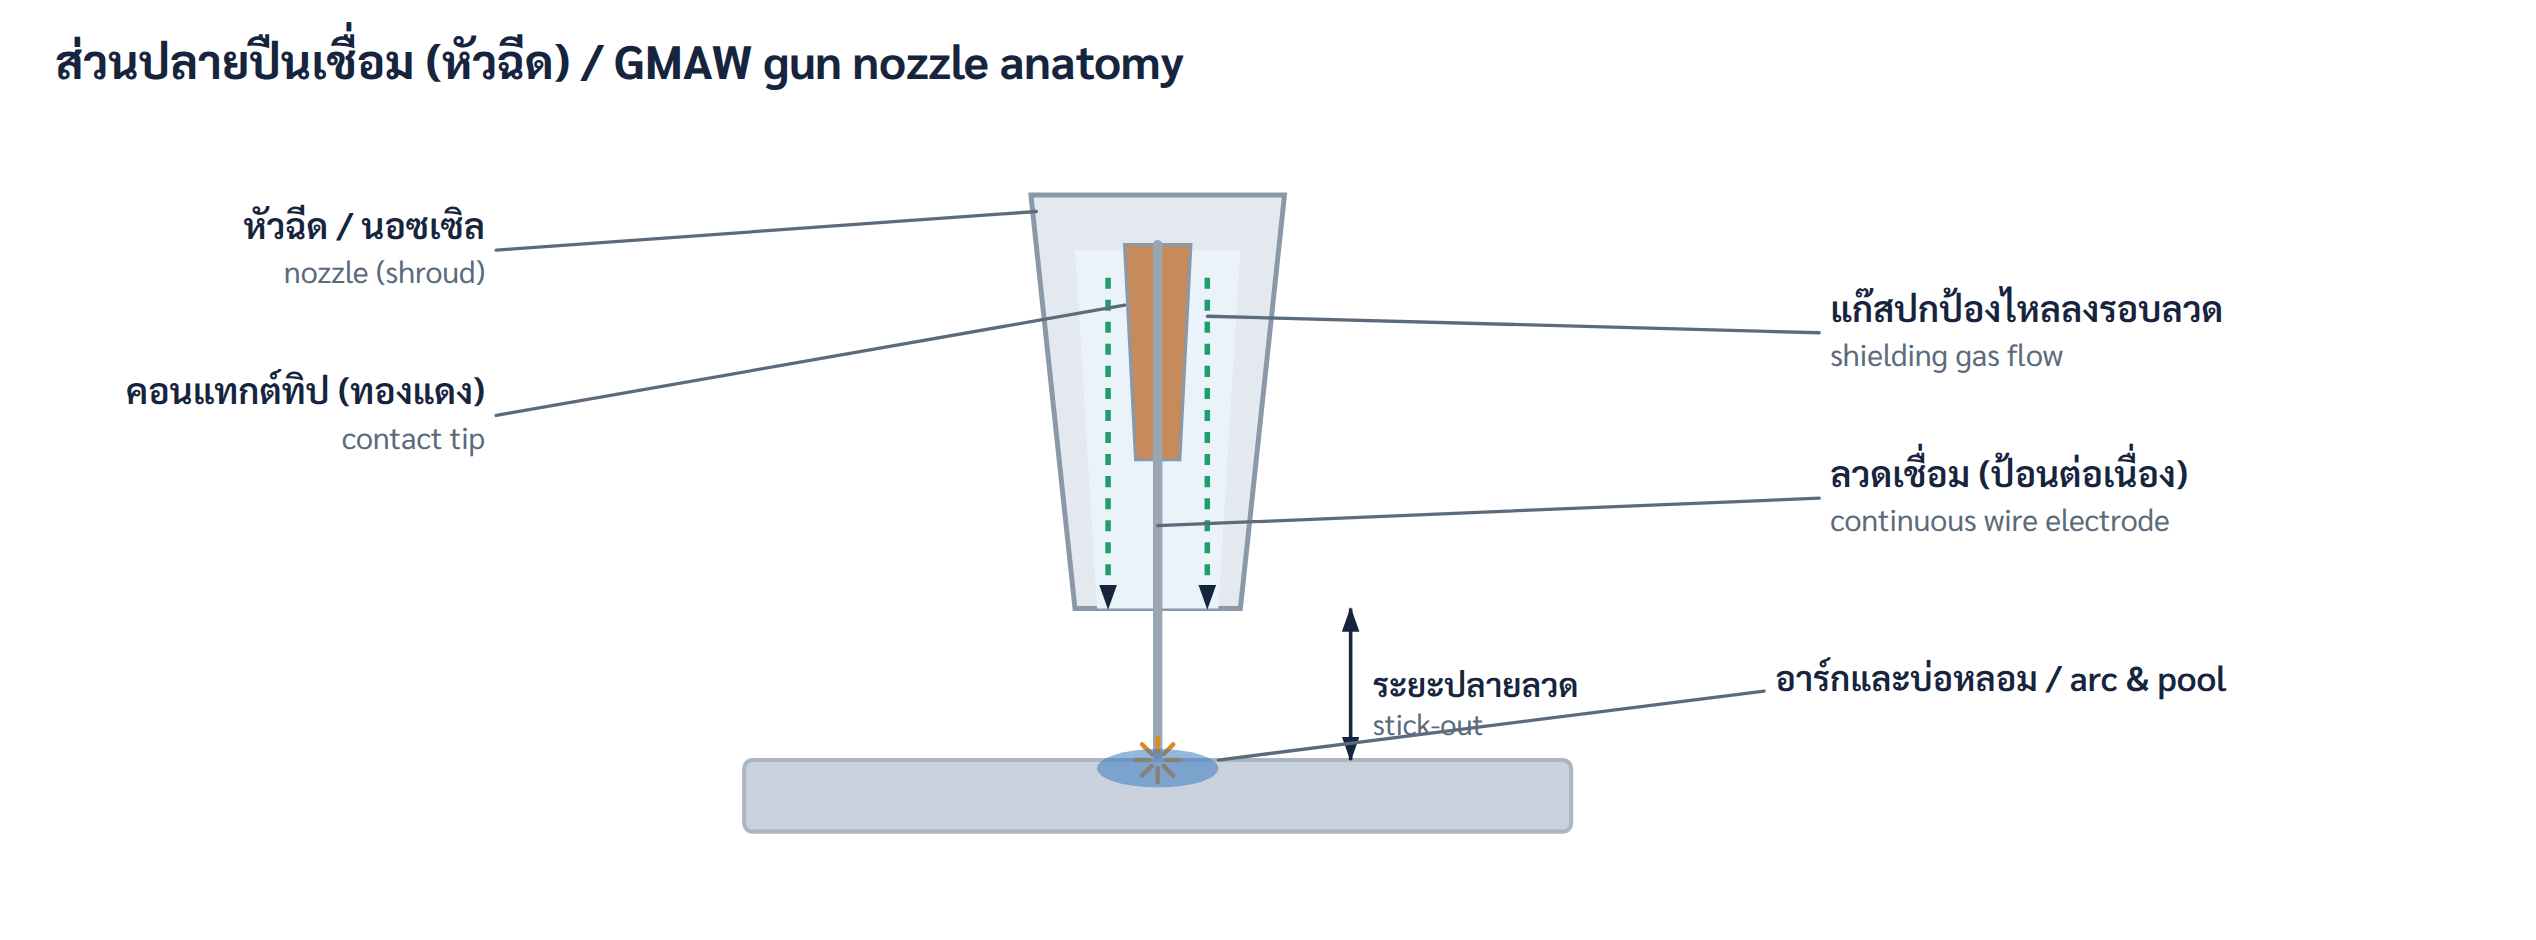 ส่วนปลายปืนเชื่อม (หัวฉีด) / GMAW gun nozzle anatomy
หัวฉีด / นอซเซิล
nozzle (shroud)
คอนแทกต์ทิป (ทองแดง)
contact tip
แก๊สปกป้องไหลลงรอบลวด
shielding gas flow
ลวดเชื่อม (ป้อนต่อเนื่อง)
continuous wire electrode
ระยะปลายลวด
stick-out
อาร์กและบ่อหลอม / arc & pool